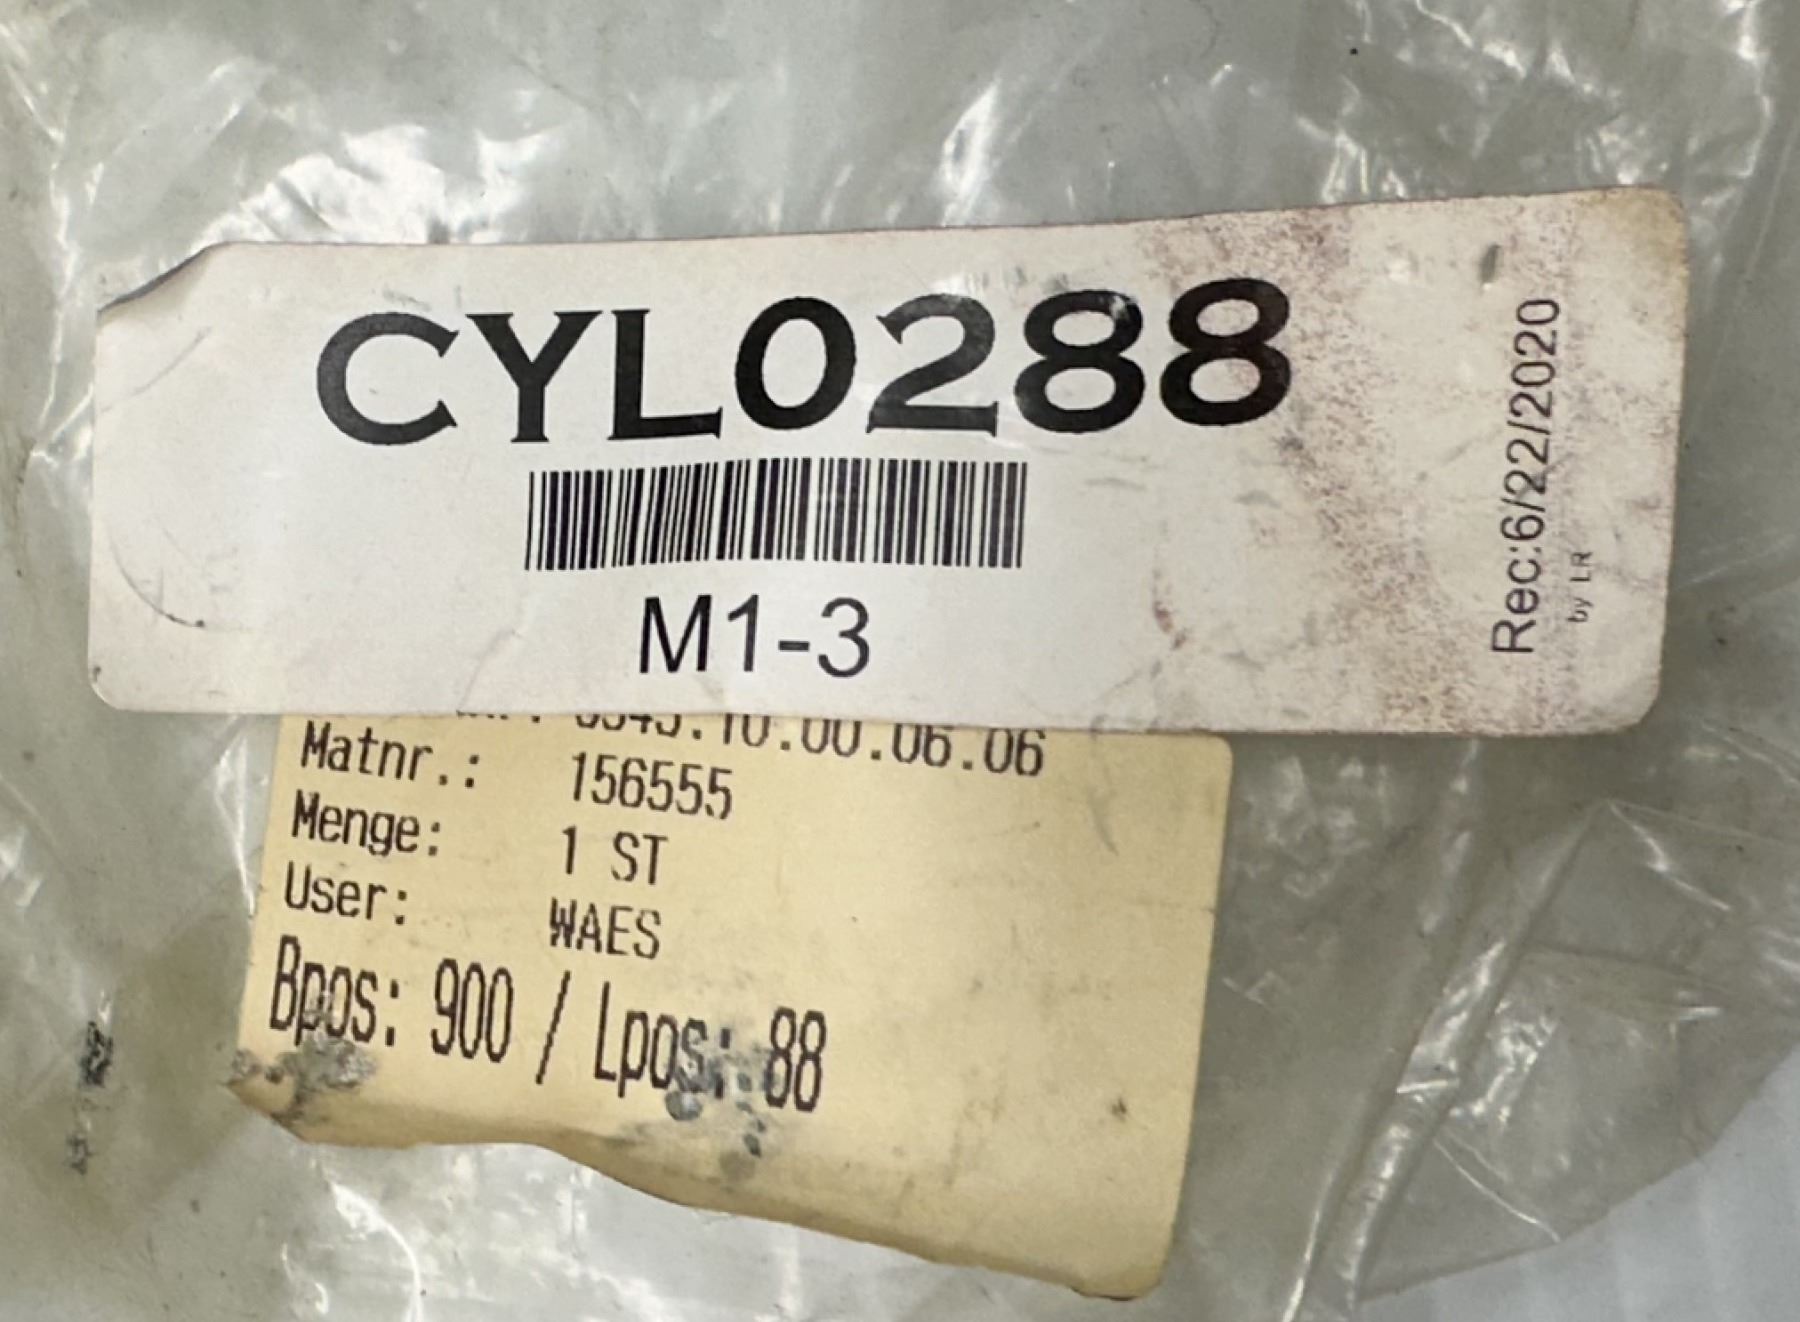 CYL0288
M1-3
Rec:6/22/2020
by LR
Matnr.: 156555
Menge: 1 ST
User: WAES
Bpos: 900 / Lpos: 88